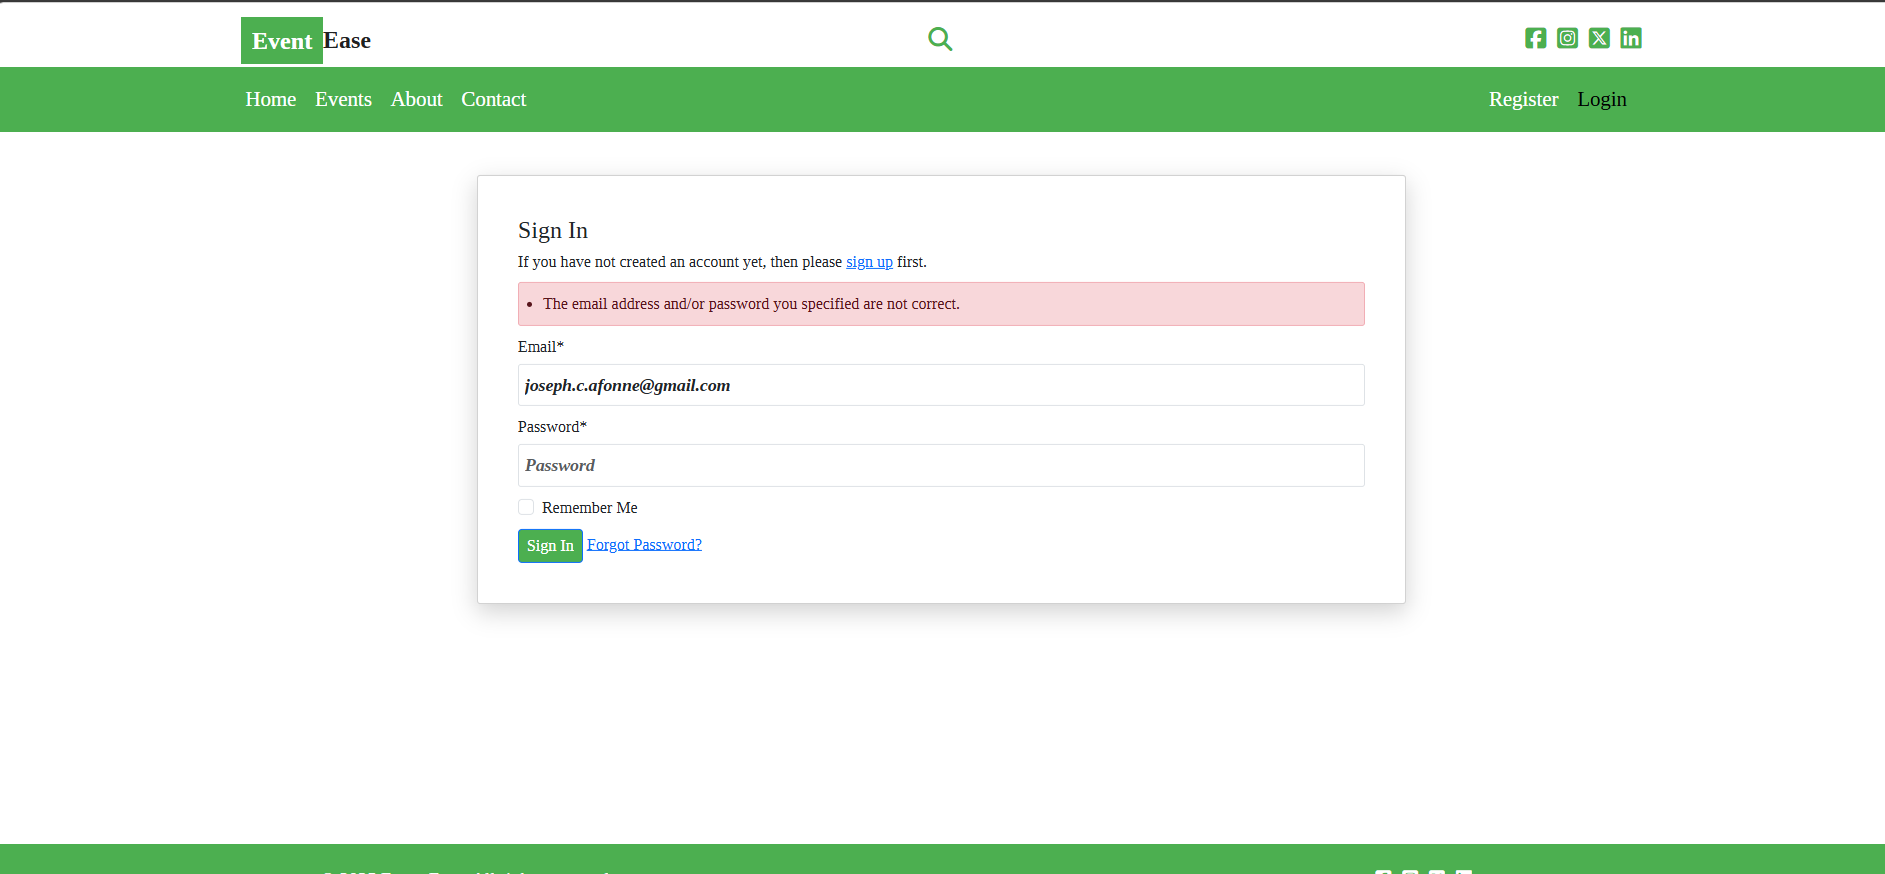 Event Ease
Home Events About Contact Register Login
Sign In
If you have not created an account yet, then please sign up first.
The email address and/or password you specified are not correct.
Email*
joseph.c.afonne@gmail.com
Password*
Password
Remember Me
Sign In Forgot Password?